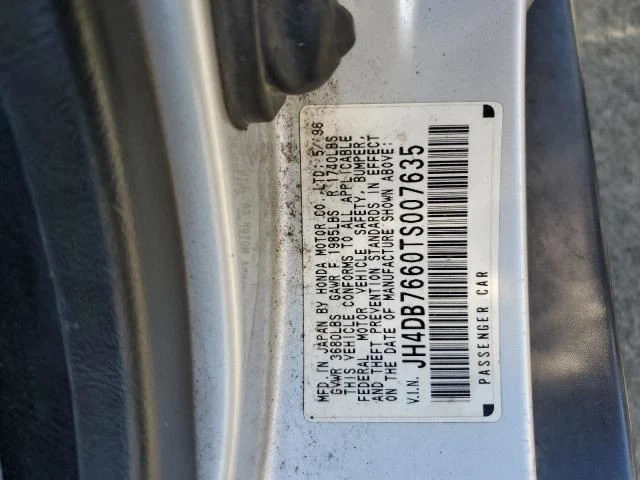 MFD. IN JAPAN BY HONDA MOTOR CO., LTD; 5/96
GVWR 3680LBS GAWR F 1985LBS R 1740LBS
THIS VEHICLE CONFORMS TO ALL APPLICABLE
FEDERAL MOTOR VEHICLE SAFETY, BUMPER,
AND THEFT PREVENTION STANDARDS IN EFFECT
ON THE DATE OF MANUFACTURE SHOWN ABOVE:
V.I.N. JH4DB7660TS007635
PASSENGER CAR